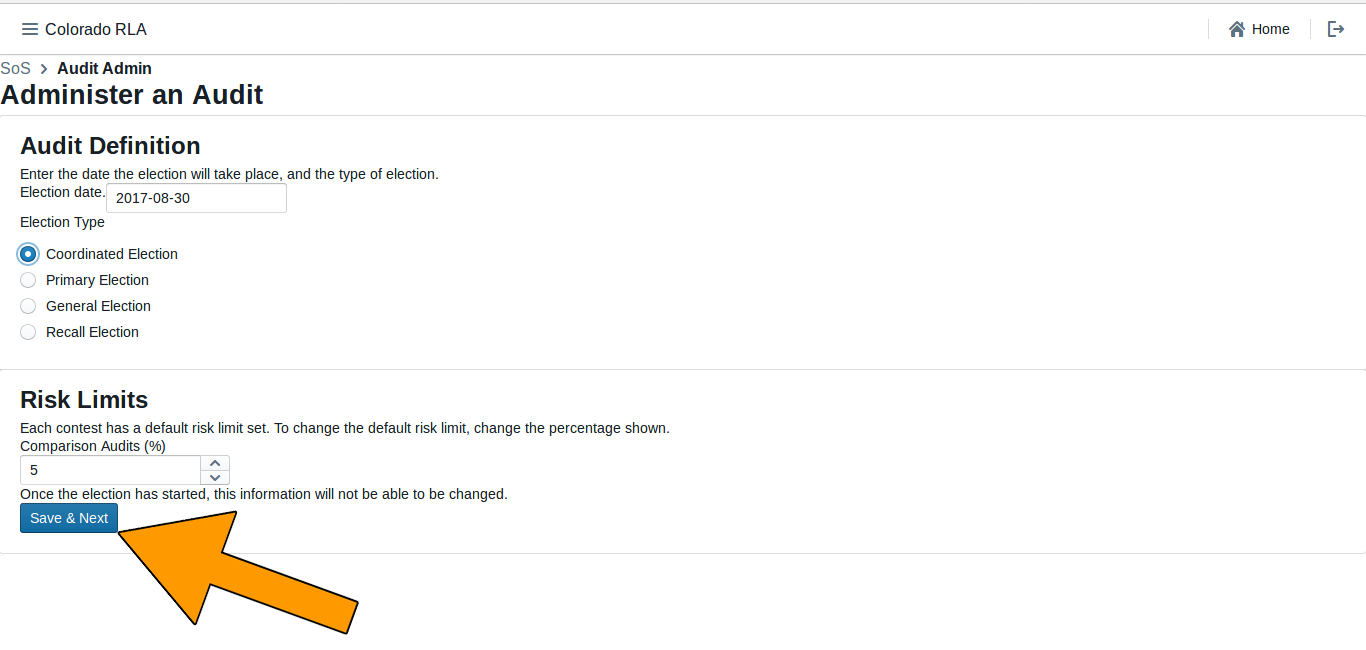 Colorado RLA
Home
SoS
Audit Admin
Administer an Audit
Audit Definition
Enter the date the election will take place, and the type of election.
Election date.
2017-08-30
Election Type
Coordinated Election
Primary Election
General Election
Recall Election
Risk Limits
Each contest has a default risk limit set. To change the default risk limit, change the percentage shown.
Comparison Audits (%)
5
Once the election has started, this information will not be able to be changed.
Save & Next